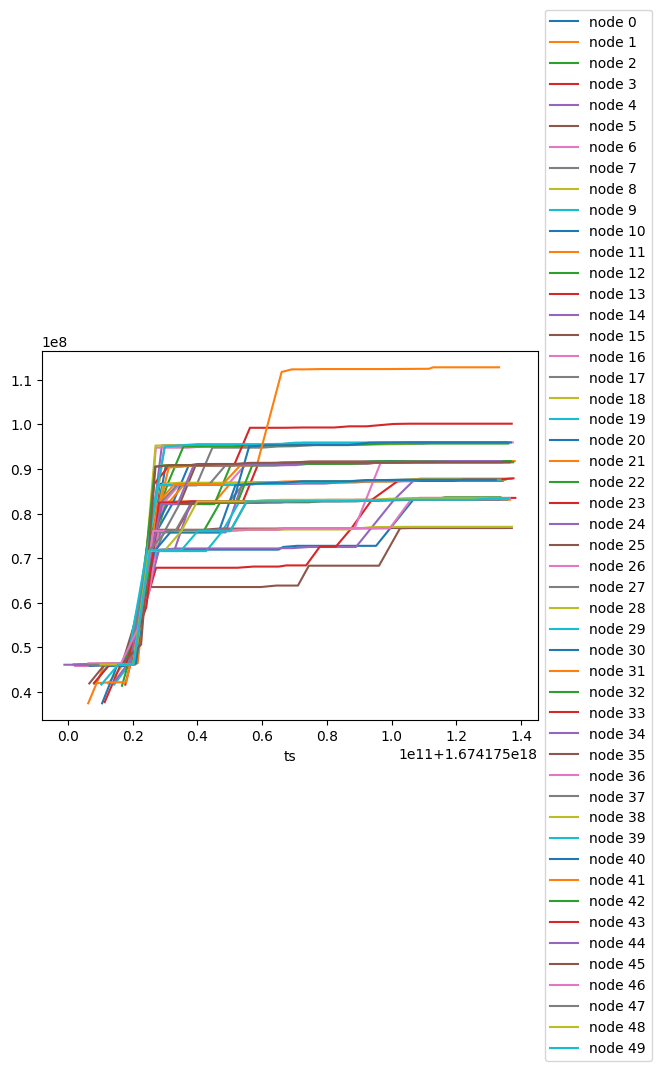 1e8
1.1
1.0
0.9
0.8
0.7
0.6
0.5
0.4
0.0 0.2 0.4 0.6 0.8 1.0 1.2 1.4
ts
1e11+1.674175e18
node 0
node 1
node 2
node 3
node 4
node 5
node 6
node 7
node 8
node 9
node 10
node 11
node 12
node 13
node 14
node 15
node 16
node 17
node 18
node 19
node 20
node 21
node 22
node 23
node 24
node 25
node 26
node 27
node 28
node 29
node 30
node 31
node 32
node 33
node 34
node 35
node 36
node 37
node 38
node 39
node 40
node 41
node 42
node 43
node 44
node 45
node 46
node 47
node 48
node 49